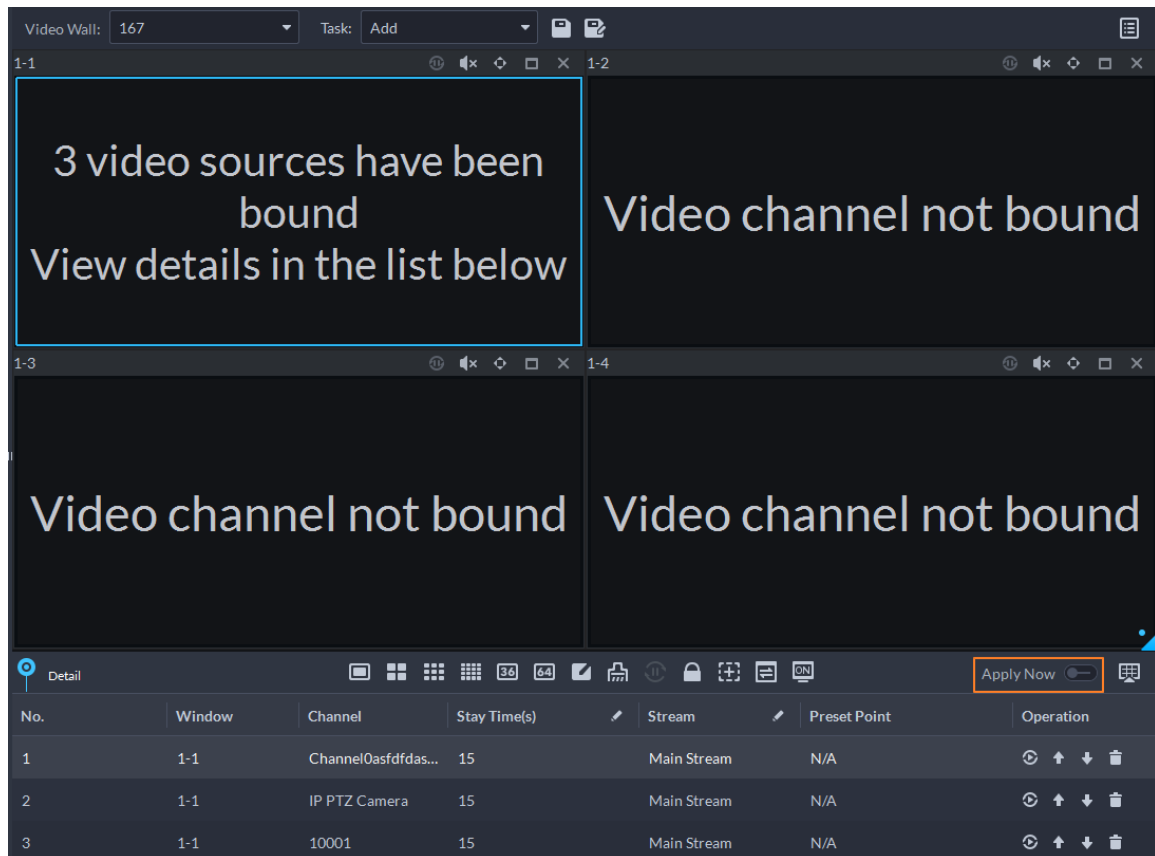 Video Wall: 167 Task: Add
1-1
1-2
3 video sources have been
bound
View details in the list below
Video channel not bound
1-3
1-4
Video channel not bound
Video channel not bound
Detail 36 64 ON Apply Now
No. Window Channel Stay Time(s) Stream Preset Point Operation
1 1-1 Channel0asfdfdas... 15 Main Stream N/A
2 1-1 IP PTZ Camera 15 Main Stream N/A
3 1-1 10001 15 Main Stream N/A